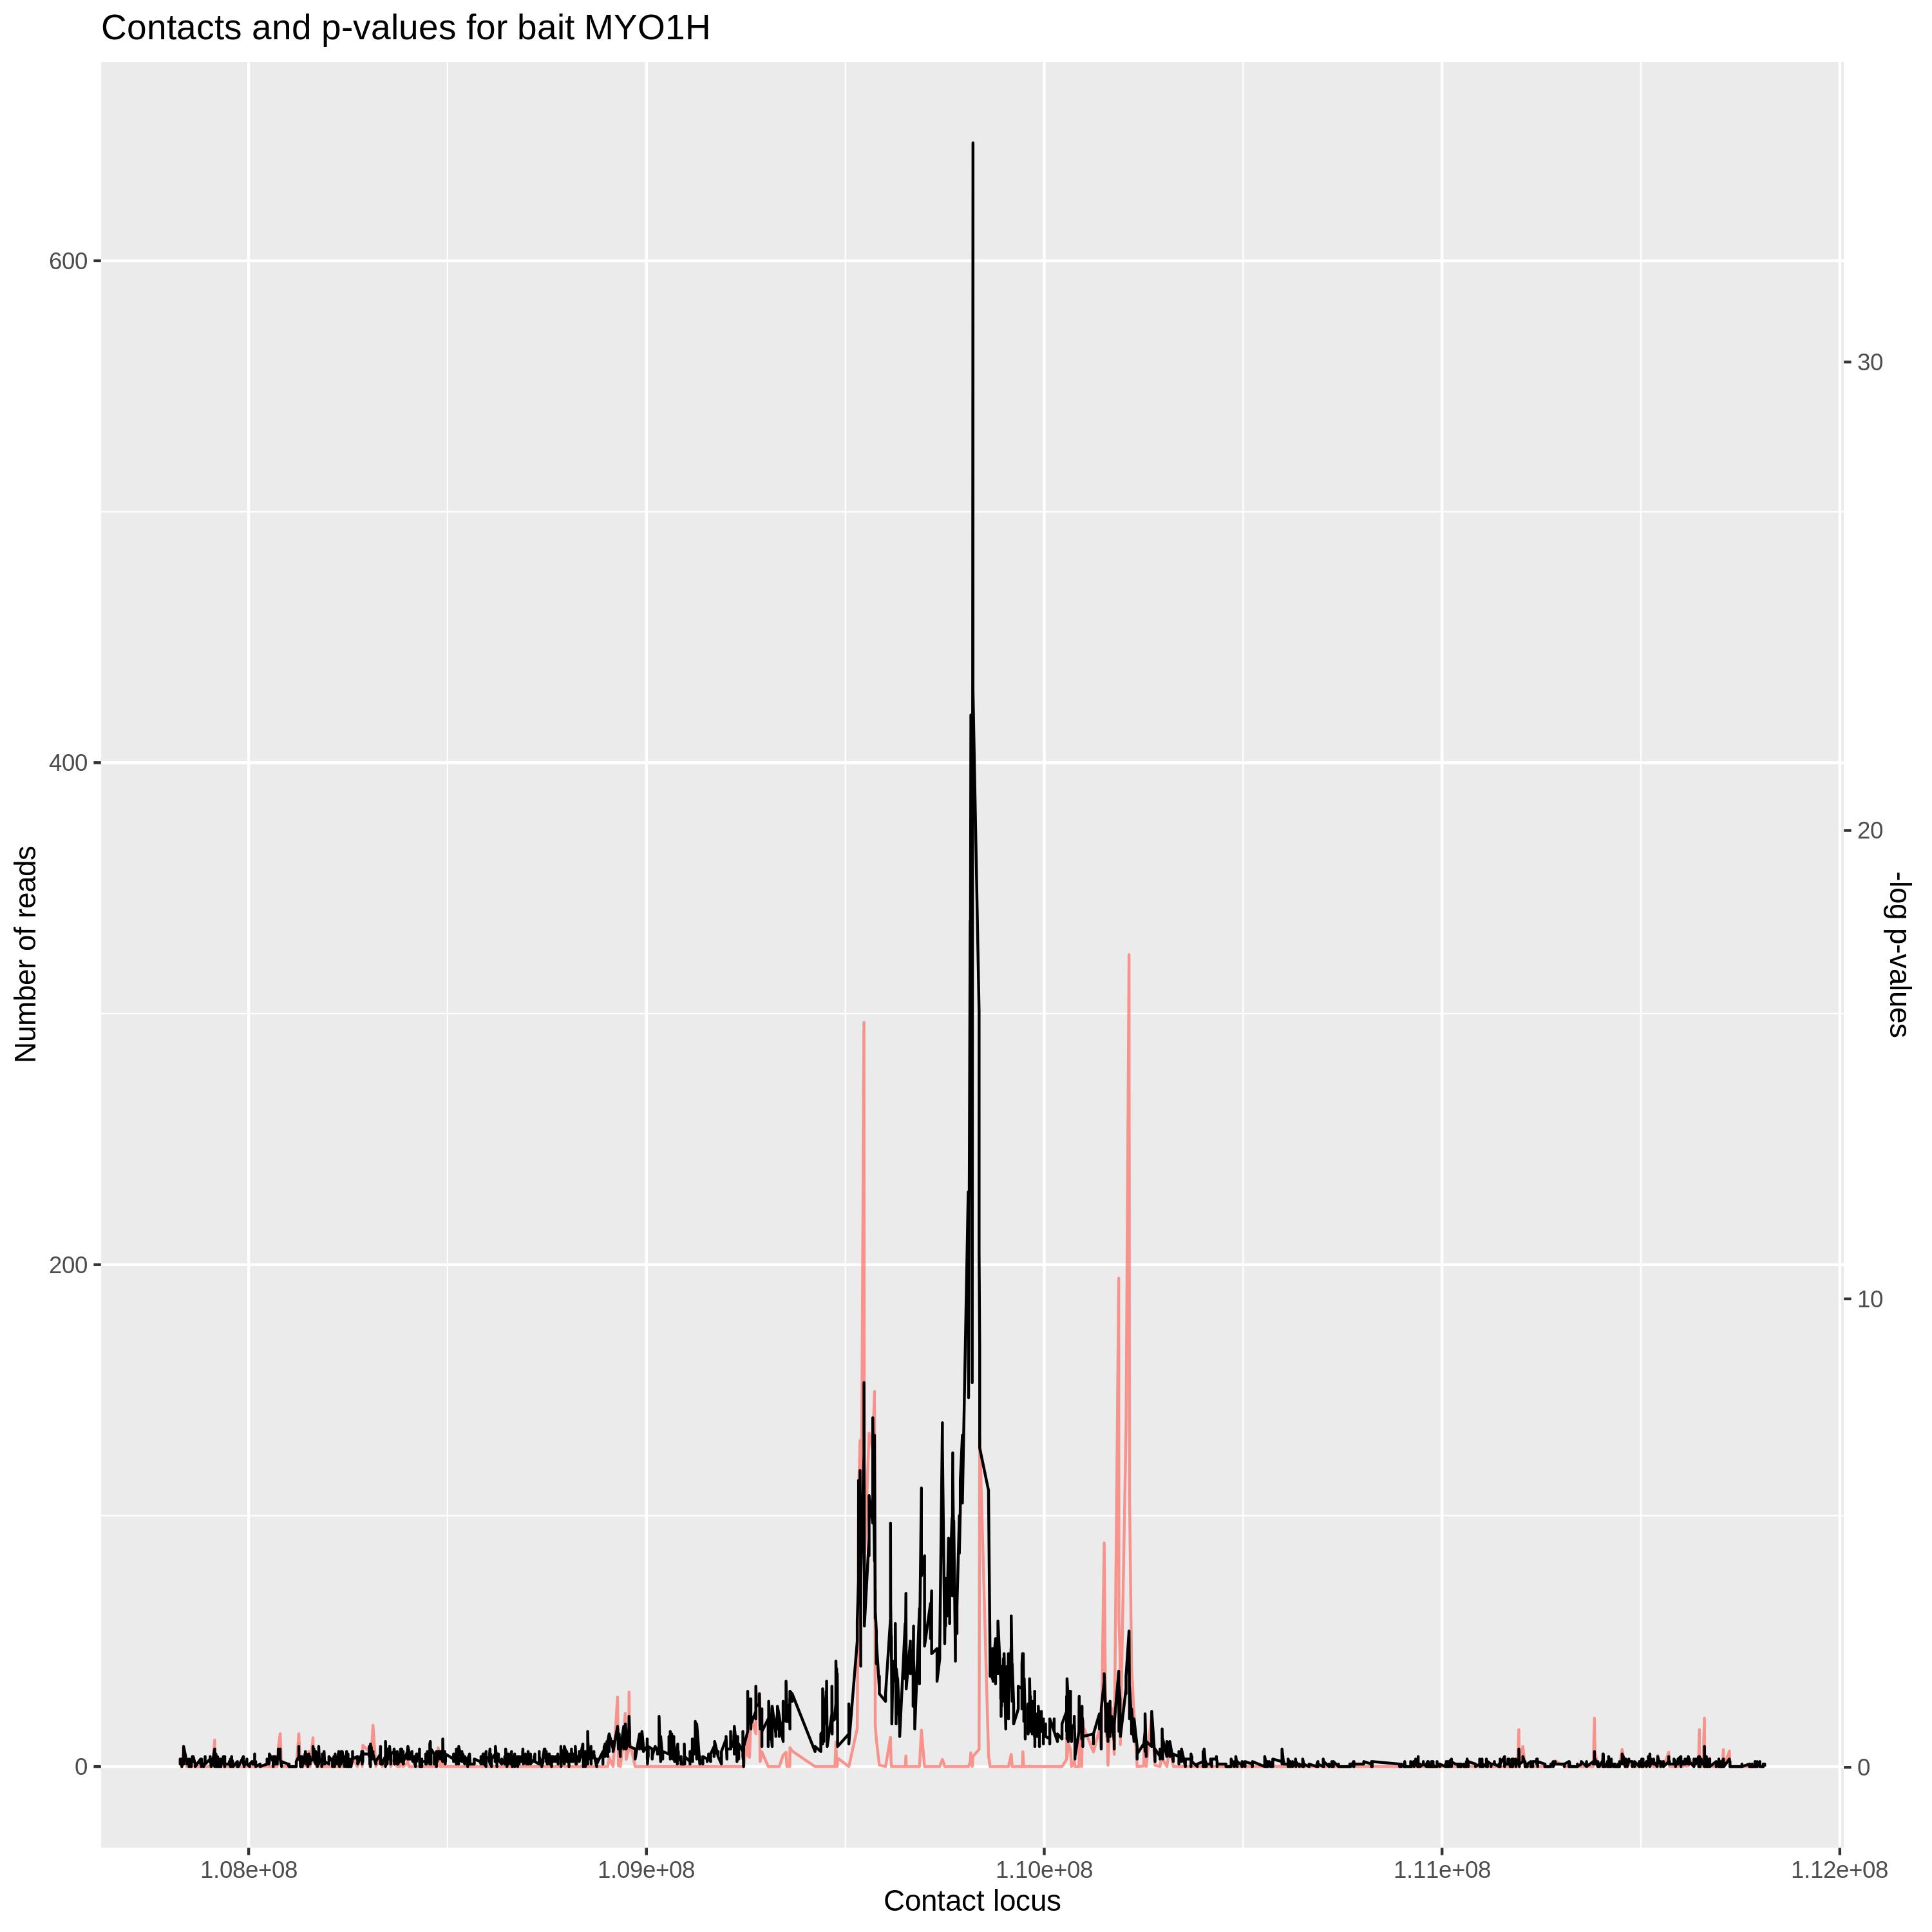 Contacts and p-values for bait MYO1H
600
400
200
0
Number of reads
30
20
10
0
-log p-values
1.08e+08
1.09e+08
1.10e+08
1.11e+08
1.12e+08
Contact locus